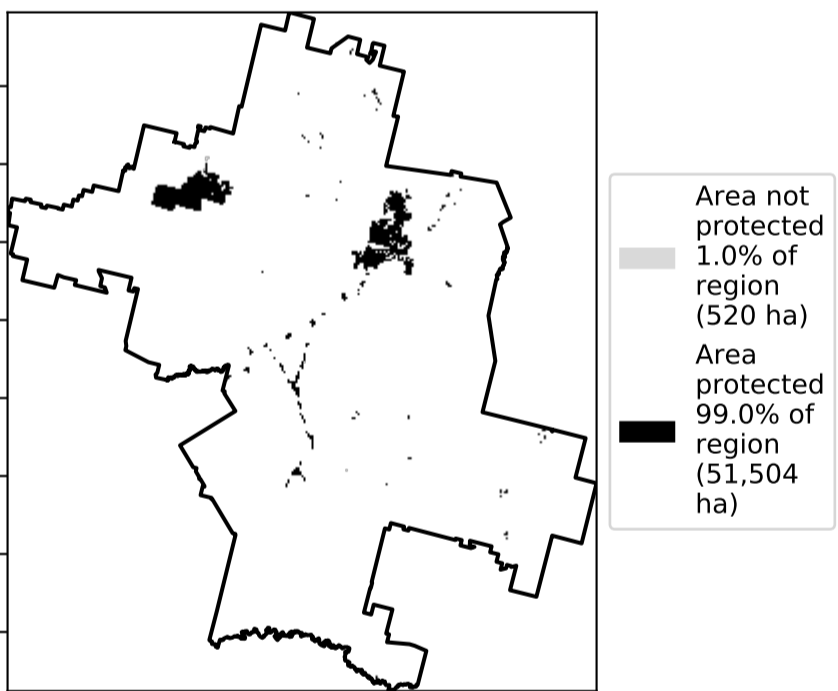 Area not
protected
1.0% of
region
(520 ha)
Area
protected
99.0% of
region
(51,504
ha)